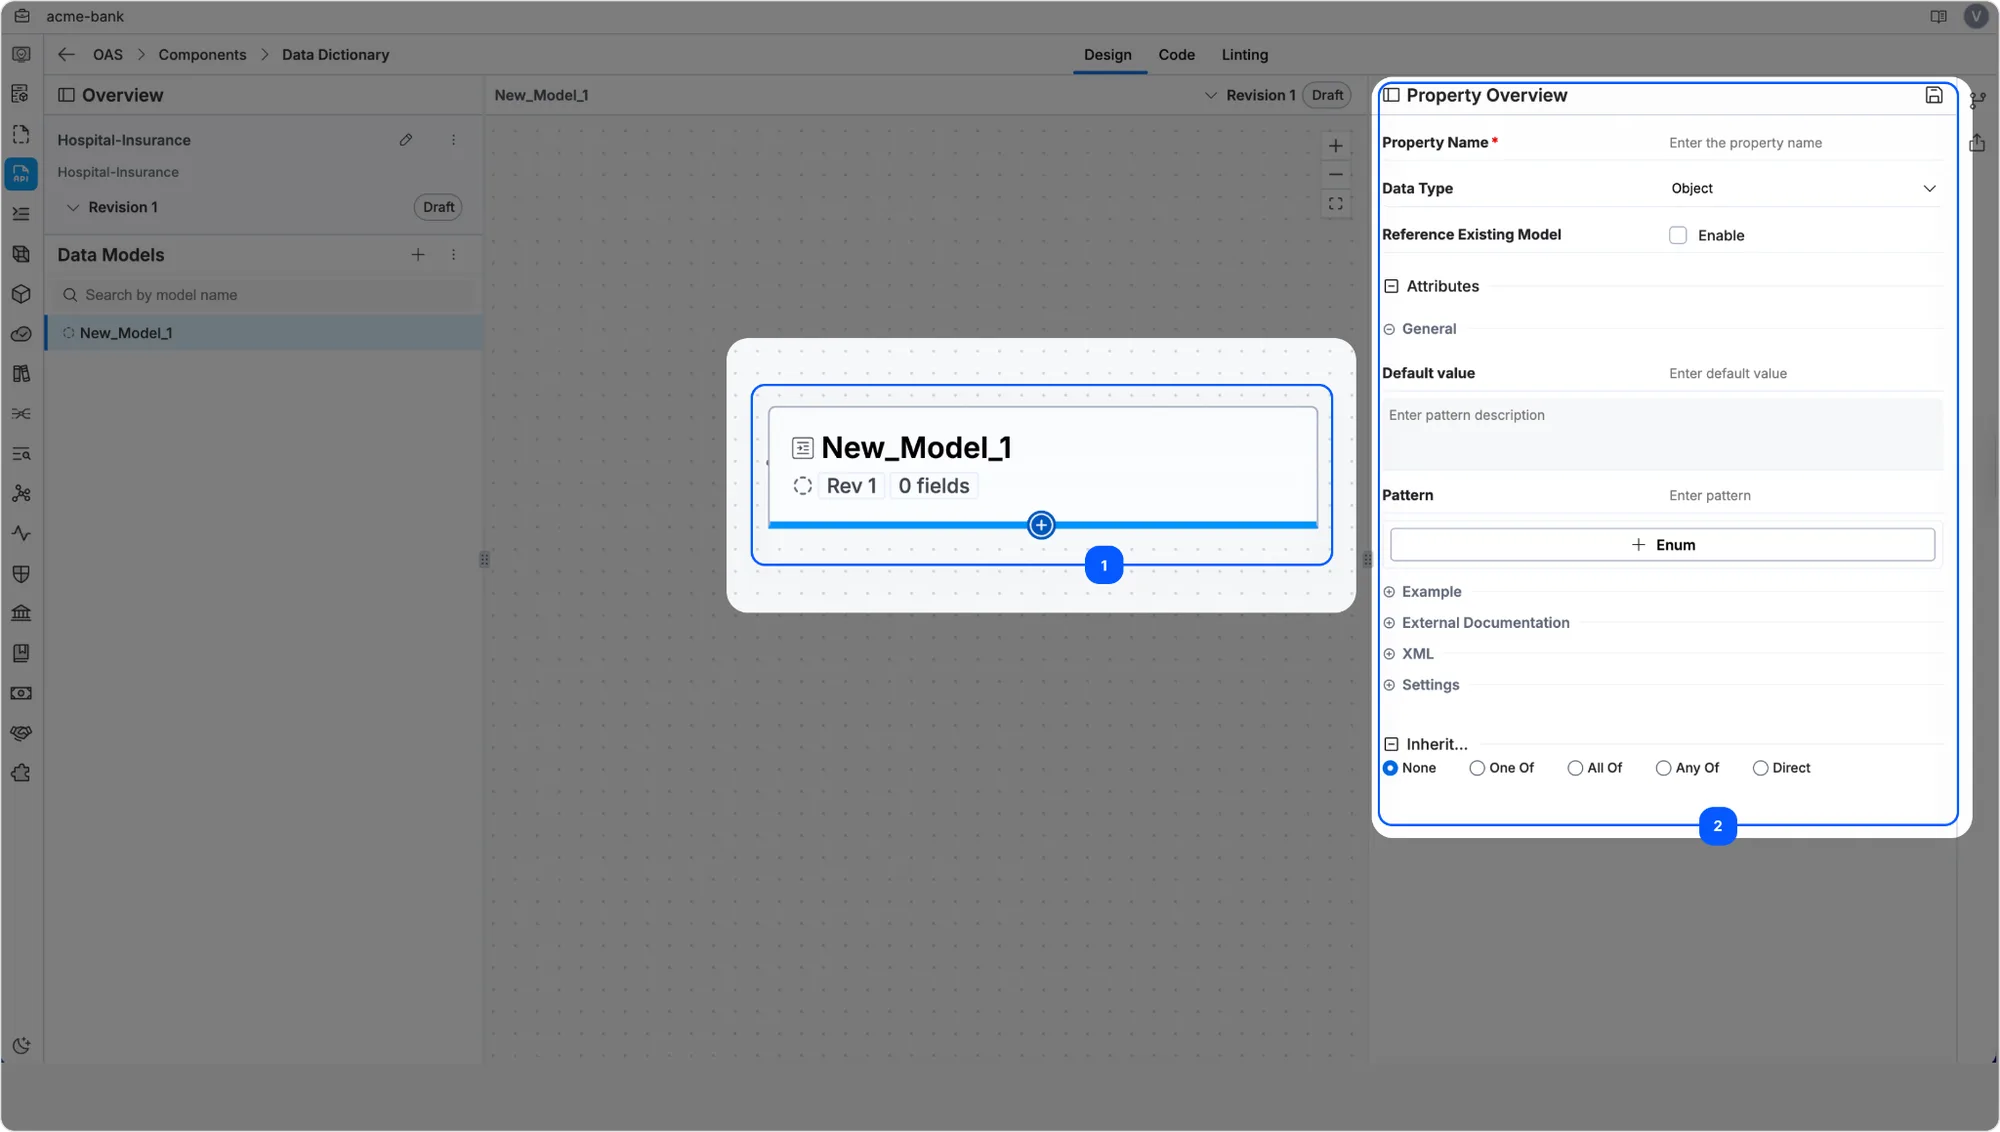 acme-bank
V
OAS
Components
Data Dictionary
Design
Code
Linting
Overview
Hospital-Insurance
Hospital-Insurance
Revision 1
Draft
Data Models
Search by model name
New_Model_1
API
New_Model_1
Revision 1
Draft
New_Model_1
Rev 1
0 fields
1
Property Overview
Property Name *
Enter the property name
Data Type
Object
Reference Existing Model
Enable
Attributes
General
Default value
Enter default value
Enter pattern description
Pattern
Enter pattern
Enum
Example
External Documentation
XML
Settings
Inherit...
None
One Of
All Of
Any Of
Direct
2